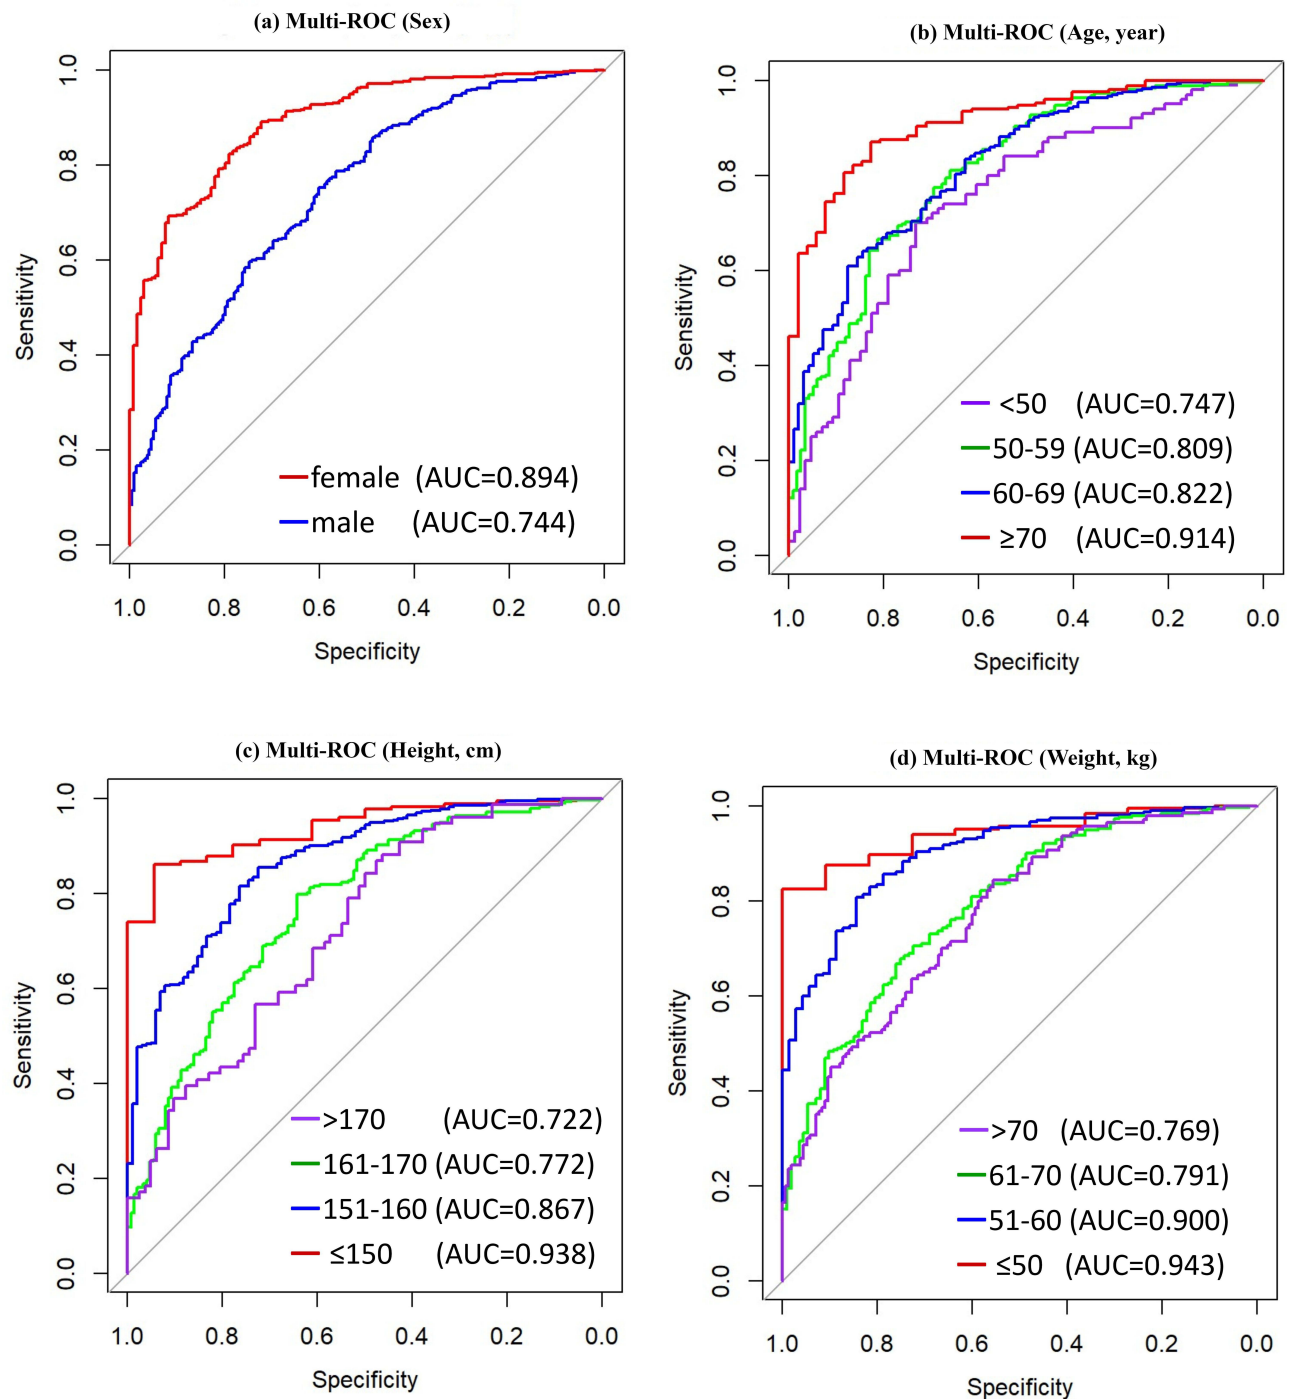 (a) Multi-ROC (Sex)
1.0
0.8
0.6
0.4
0.2
0.0
Sensitivity
female (AUC=0.894)
male (AUC=0.744)
1.0 0.8 0.6 0.4 0.2 0.0
Specificity
(b) Multi-ROC (Age, year)
1.0
0.8
0.6
0.4
0.2
0.0
Sensitivity
<50 (AUC=0.747)
50-59 (AUC=0.809)
60-69 (AUC=0.822)
≥70 (AUC=0.914)
1.0 0.8 0.6 0.4 0.2 0.0
Specificity
(c) Multi-ROC (Height, cm)
1.0
0.8
0.6
0.4
0.2
0.0
Sensitivity
>170 (AUC=0.722)
161-170 (AUC=0.772)
151-160 (AUC=0.867)
≤150 (AUC=0.938)
1.0 0.8 0.6 0.4 0.2 0.0
Specificity
(d) Multi-ROC (Weight, kg)
1.0
0.8
0.6
0.4
0.2
0.0
Sensitivity
>70 (AUC=0.769)
61-70 (AUC=0.791)
51-60 (AUC=0.900)
≤50 (AUC=0.943)
1.0 0.8 0.6 0.4 0.2 0.0
Specificity